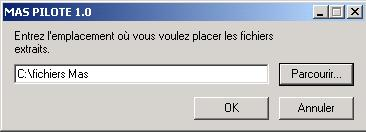 MAS PILOTE 1.0
Entrez l'emplacement où vous voulez placer les fichiers
extraits.
C:\fichiers Mas
Parcourir...
OK
Annuler